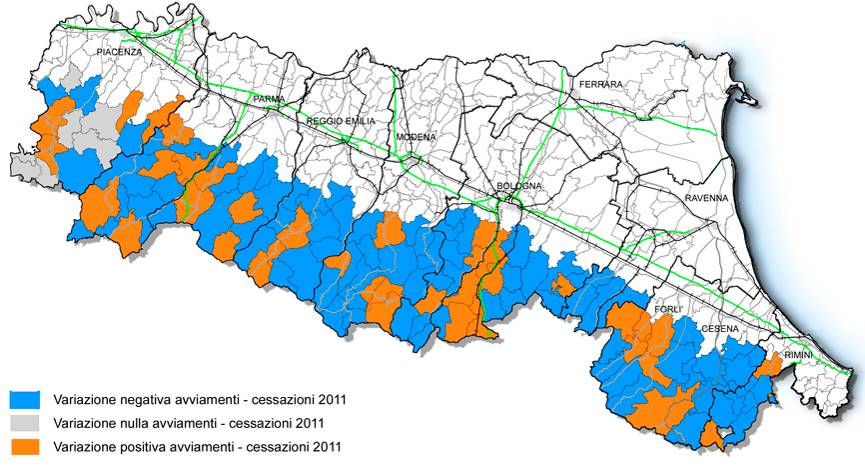 PIACENZA
PARMA
REGGIO EMILIA
MODENA
FERRARA
BOLOGNA
RAVENNA
FORLI'
CESENA
RIMINI
Variazione negativa avviamenti - cessazioni 2011
Variazione nulla avviamenti - cessazioni 2011
Variazione positiva avviamenti - cessazioni 2011